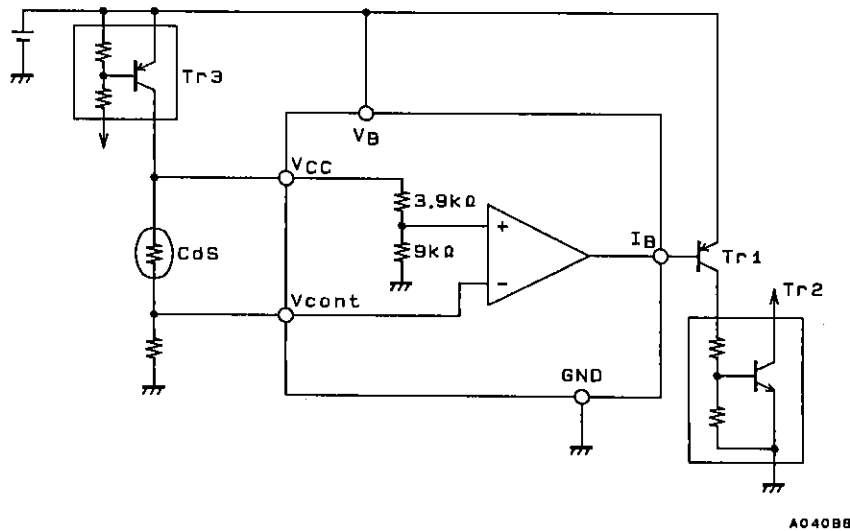 Tr3
VB
VCC
3.9kΩ
+
IB
CdS
9kΩ
Tr1
−
Vcont
Tr2
GND
A04088